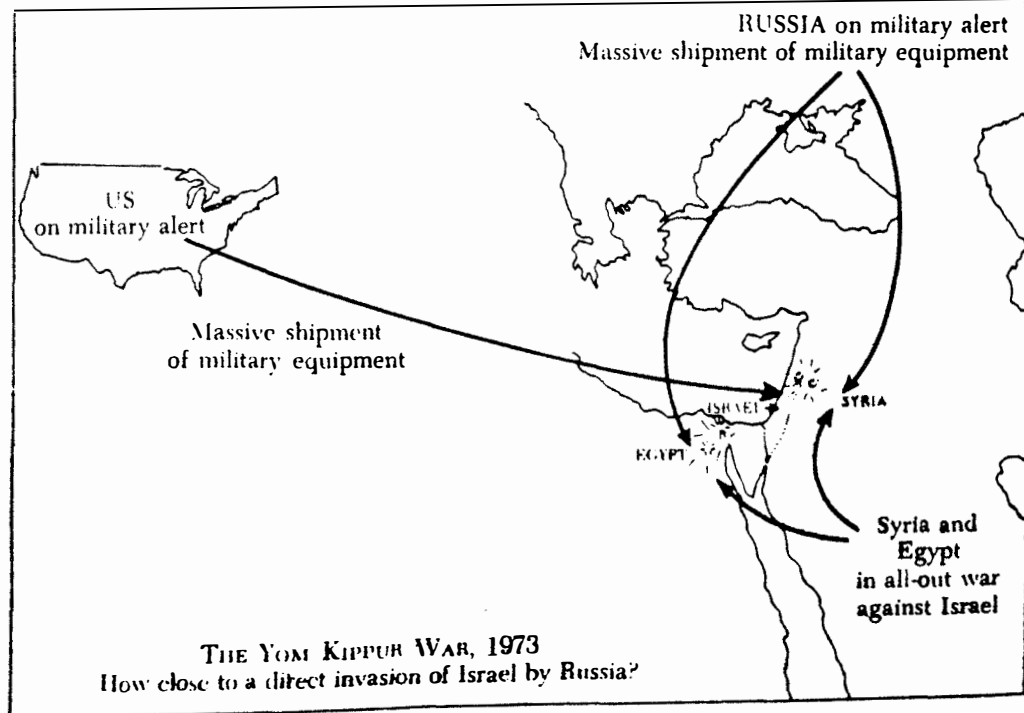 RUSSIA on military alert
Massive shipment of military equipment
US
on military alert
Massive shipment
of military equipment
ISRAEL
SYRIA
EGYPT
Syria and
Egypt
in all-out war
against Israel
THE YOM KIPPUR WAR, 1973
How close to a direct invasion of Israel by Russia?